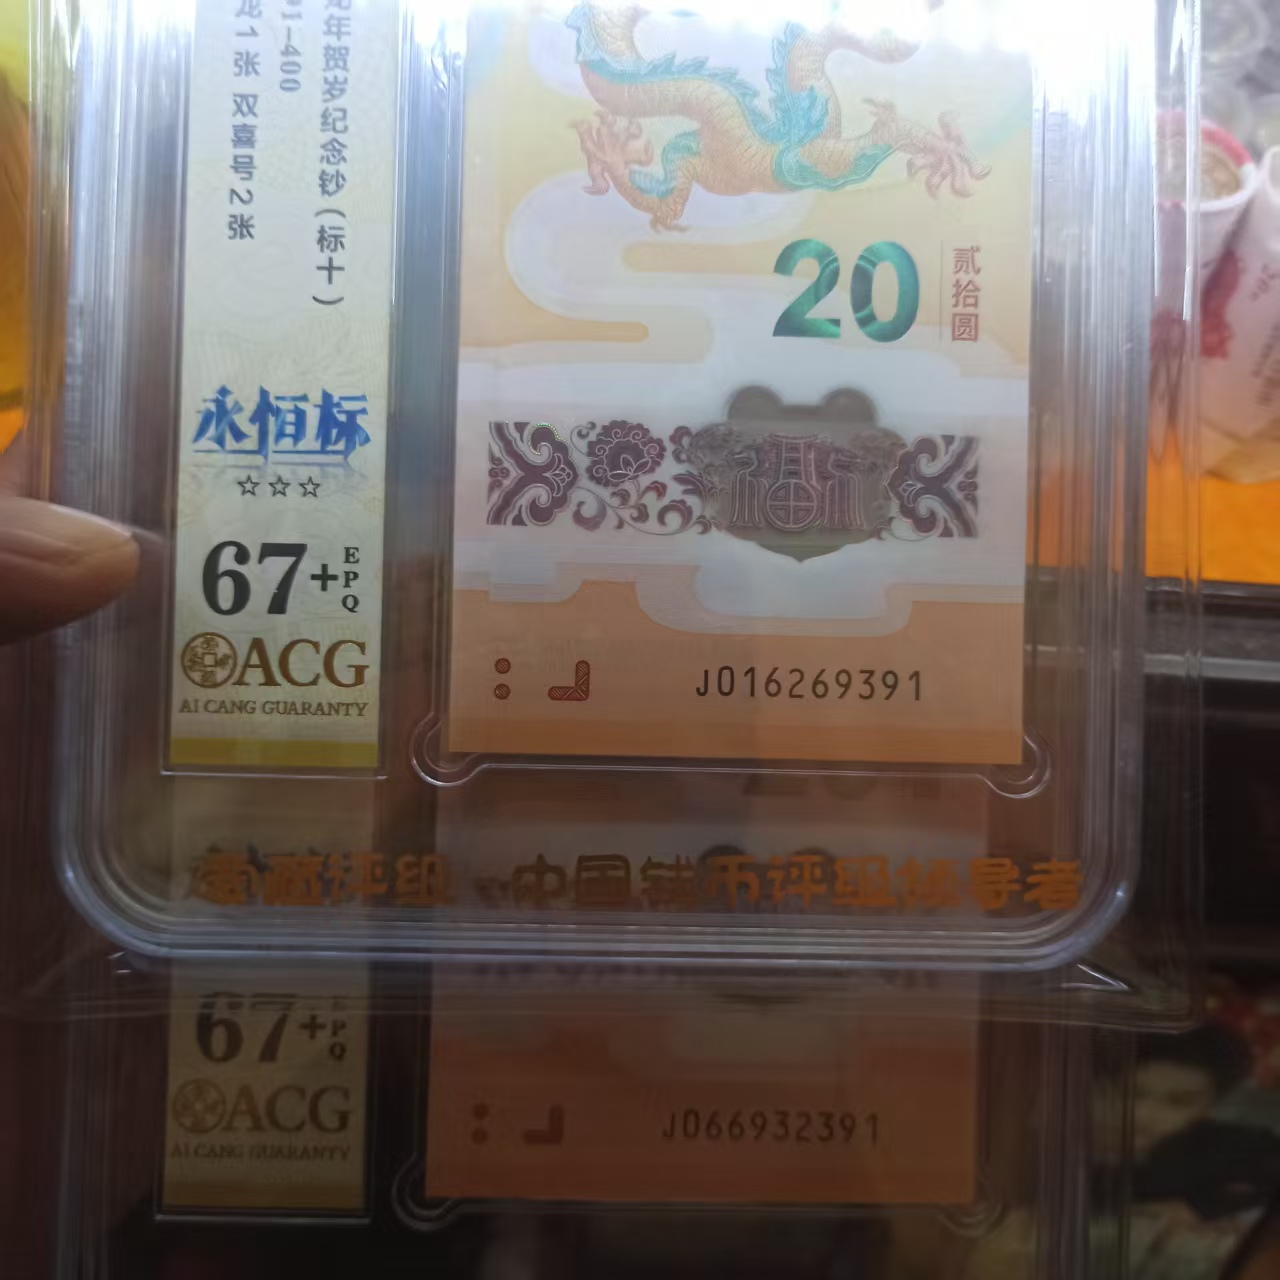 龙年贺岁纪念钞(标十)
91-400
龙1张 双喜号2张
永恒标
☆☆☆
67+EPQ
ACG
AI CANG GUARANTY
20
贰拾圆
J016269391
爱藏评级 中国钱币评级领导者
67+EPQ
ACG
AI CANG GUARANTY
J066932391